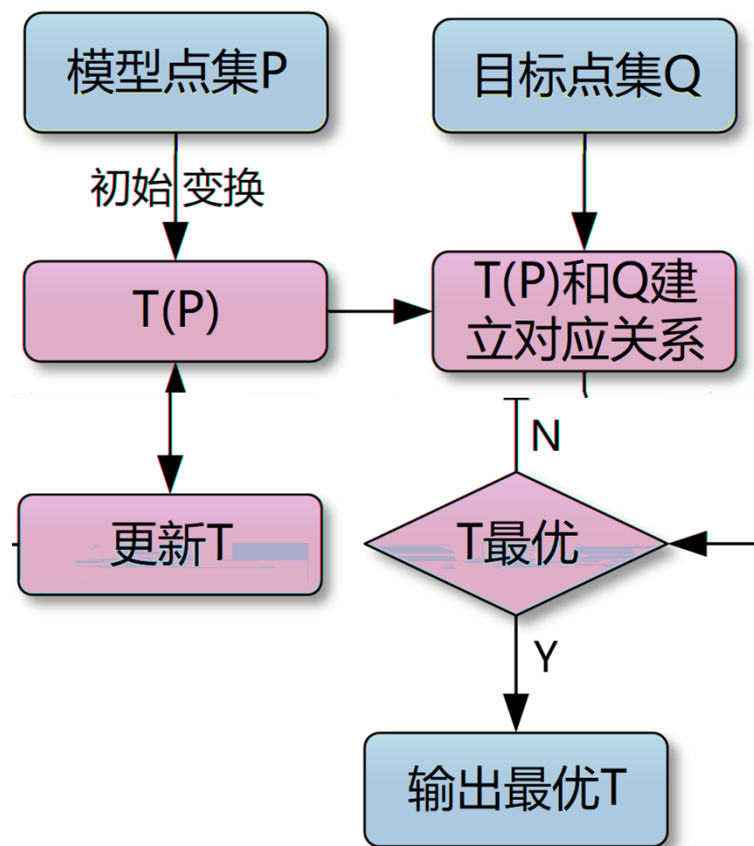 模型点集P
目标点集Q
初始变换
T(P)
T(P)和Q建
立对应关系
N
更新T
T最优
Y
输出最优T